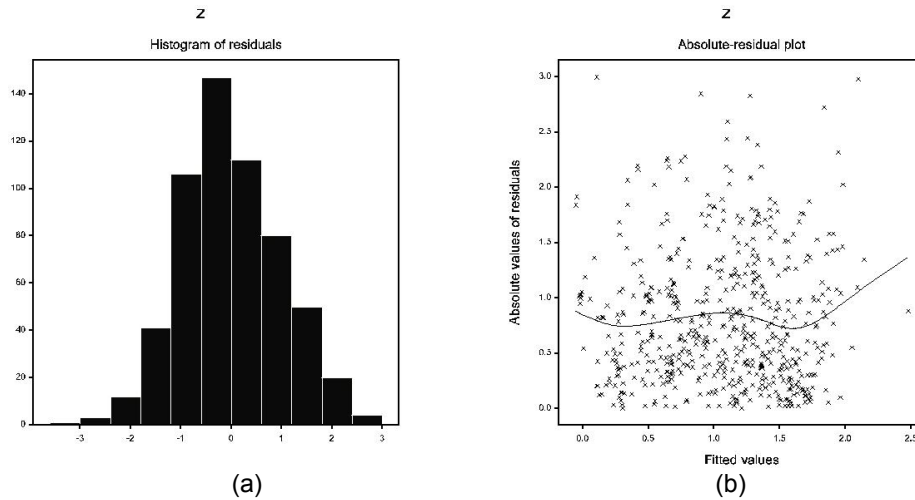 z
Histogram of residuals
140
120
100
80
60
40
20
0
-3 -2 -1 0 1 2 3
(a)
z
Absolute-residual plot
Absolute values of residuals
3.0
2.5
2.0
1.5
1.0
0.5
0.0
0.0 0.5 1.0 1.5 2.0 2.5
Fitted values
(b)